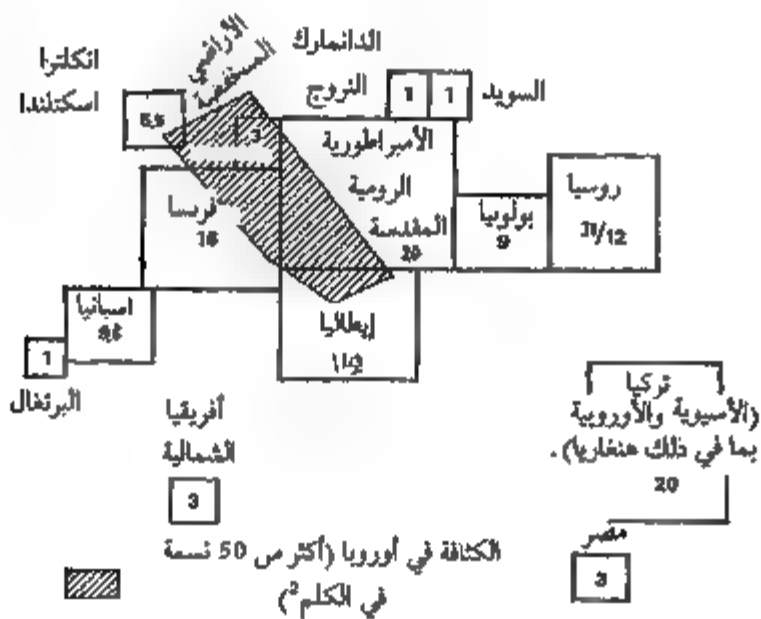 الأراضي
المنخفضة
3
الدانمارك
النروج
1 1
السويد
انكلترا
اسكتلندا
5,5
الأمبراطورية
الرومية
المقدسة
20
فرنسا
16
بولونيا
9
روسيا
اسبانيا
1
البرتغال
إيطاليا
تركيا
(الأسيوية والأوروبية
بما في ذلك هنغاريا).
20
أفريقيا
الشمالية
3
مصر
3
الكثافة في أوروبا (أكثر من 50 نسمة
في الكلم²)